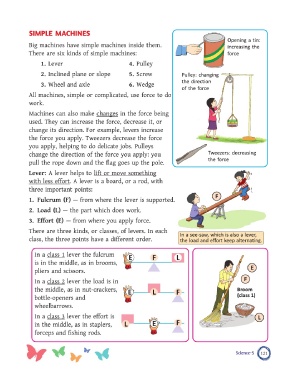 SIMPLE MACHINES
Big machines have simple machines inside them.
There are six kinds of simple machines:
1. Lever 4. Pulley
2. Inclined plane or slope 5. Screw
3. Wheel and axle 6. Wedge
All machines, simple or complicated, use force to do
work.
Machines can also make changes in the force being
used. They can increase the force, decrease it, or
change its direction. For example, levers increase
the force you apply. Tweezers decrease the force
you apply, helping to do delicate jobs. Pulleys
change the direction of the force you apply: you
pull the rope down and the flag goes up the pole.
Lever: A lever helps to lift or move something
with less effort. A lever is a board, or a rod, with
three important points:
1. Fulcrum (F) — from where the lever is supported.
2. Load (L) — the part which does work.
3. Effort (E) — from where you apply force.
There are three kinds, or classes, of levers. In each
class, the three points have a different order.
Opening a tin:
increasing the
force
Pulley: changing
the direction
of the force
Tweezers: decreasing
the force
F
In a see-saw, which is also a lever,
the load and effort keep alternating.
In a class 1 lever the fulcrum
is in the middle, as in brooms,
pliers and scissors.
In a class 2 lever the load is in
the middle, as in nut-crackers,
bottle-openers and
wheelbarrows.
In a class 3 lever the effort is
in the middle, as in staplers,
forceps and fishing rods.
E F L
E L F
L E F
E
F
Broom
(class 1)
L
Science-5 121